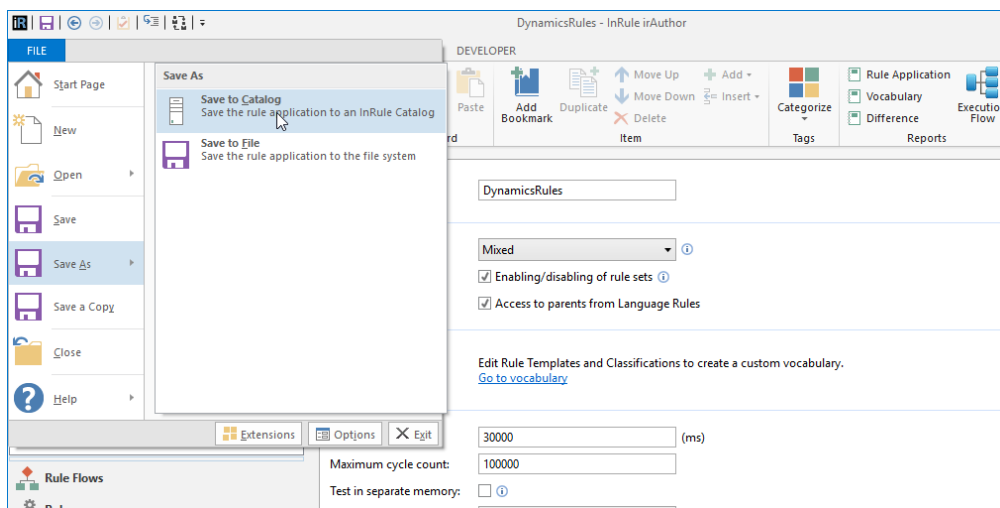 iR
DynamicsRules - InRule irAuthor
FILE
DEVELOPER
Start Page
New
Open
Save
Save As
Save a Copy
Close
Help
Save As
Save to Catalog
Save the rule application to an InRule Catalog
Save to File
Save the rule application to the file system
Extensions
Options
Exit
Paste
rd
Add
Bookmark
Duplicate
Move Up
Move Down
Delete
Add
Insert
Item
Categorize
Tags
Rule Application
Vocabulary
Difference
Reports
Executio
Flow
DynamicsRules
Mixed
Enabling/disabling of rule sets
Access to parents from Language Rules
Edit Rule Templates and Classifications to create a custom vocabulary.
Go to vocabulary
30000 (ms)
Maximum cycle count: 100000
Test in separate memory:
Rule Flows